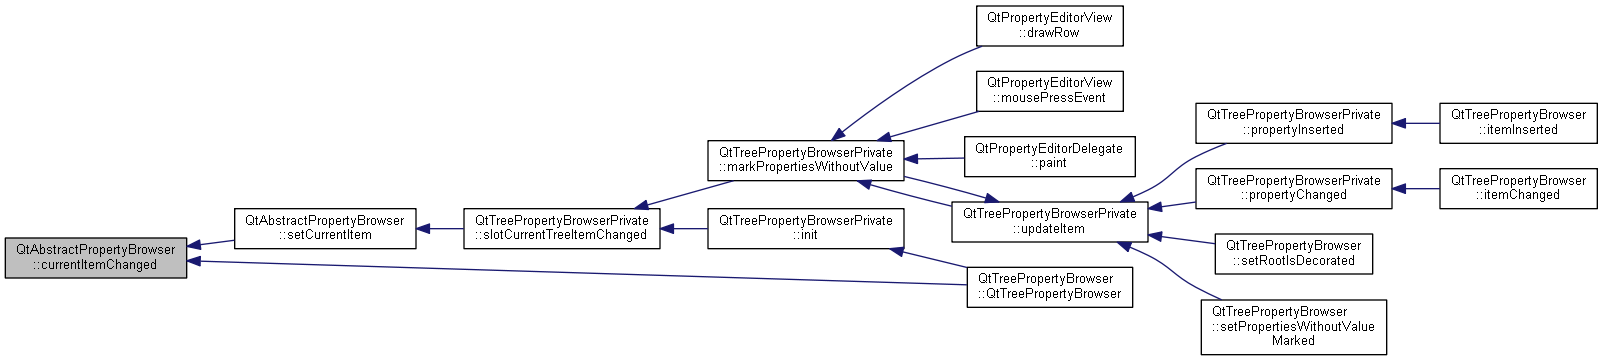 QtAbstractPropertyBrowser
::currentItemChanged
QtAbstractPropertyBrowser
::setCurrentItem
QtTreePropertyBrowserPrivate
::slotCurrentTreeItemChanged
QtTreePropertyBrowserPrivate
::markPropertiesWithoutValue
QtTreePropertyBrowserPrivate
::init
QtPropertyEditorView
::drawRow
QtPropertyEditorView
::mousePressEvent
QtPropertyEditorDelegate
::paint
QtTreePropertyBrowserPrivate
::updateItem
QtTreePropertyBrowser
::QtTreePropertyBrowser
QtTreePropertyBrowserPrivate
::propertyInserted
QtTreePropertyBrowserPrivate
::propertyChanged
QtTreePropertyBrowser
::setRootIsDecorated
QtTreePropertyBrowser
::setPropertiesWithoutValue
Marked
QtTreePropertyBrowser
::itemInserted
QtTreePropertyBrowser
::itemChanged